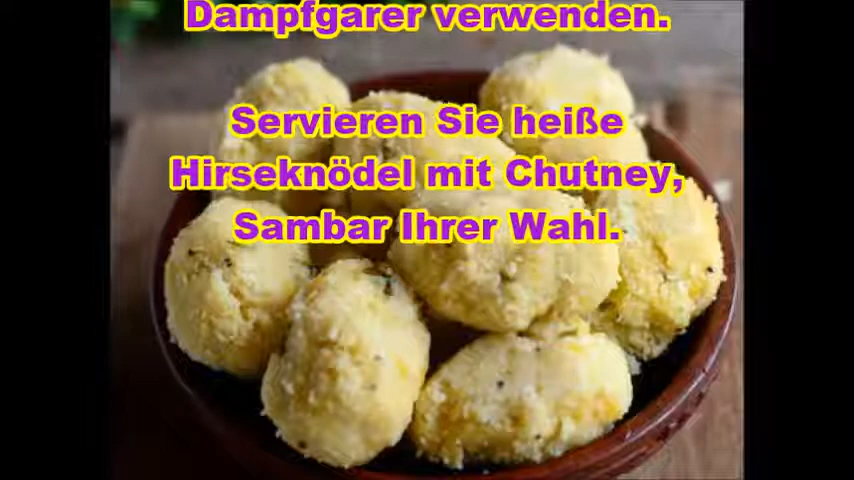 Dampfgarer verwenden.
Servieren Sie heiße
Hirseknödel mit Chutney,
Sambar Ihrer Wahl.